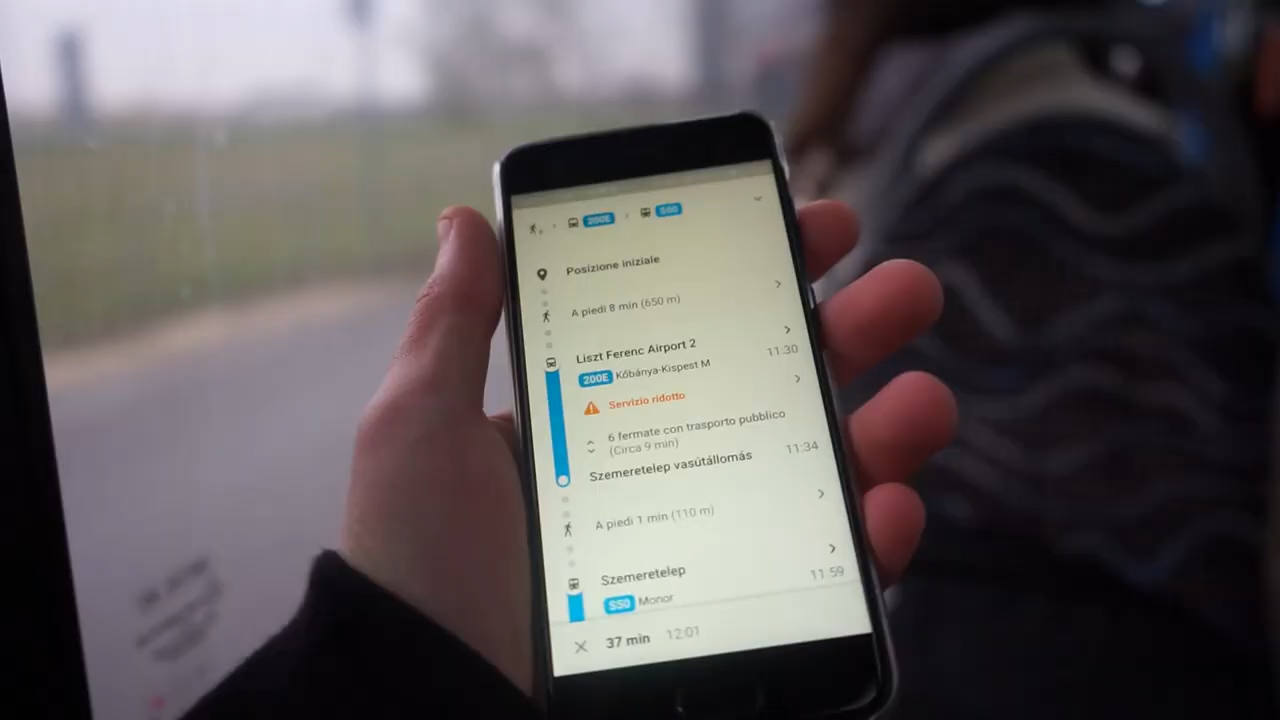 200E S50
Posizione iniziale
A piedi 8 min (650 m)
Liszt Ferenc Airport 2
11:30
200E Kőbánya-Kispest M
Servizio ridotto
6 fermate con trasporto pubblico
(Circa 9 min)
Szemeretelep vasútállomás 11:34
A piedi 1 min (110 m)
Szemeretelep
11:59
S50 Monor
37 min 12:01